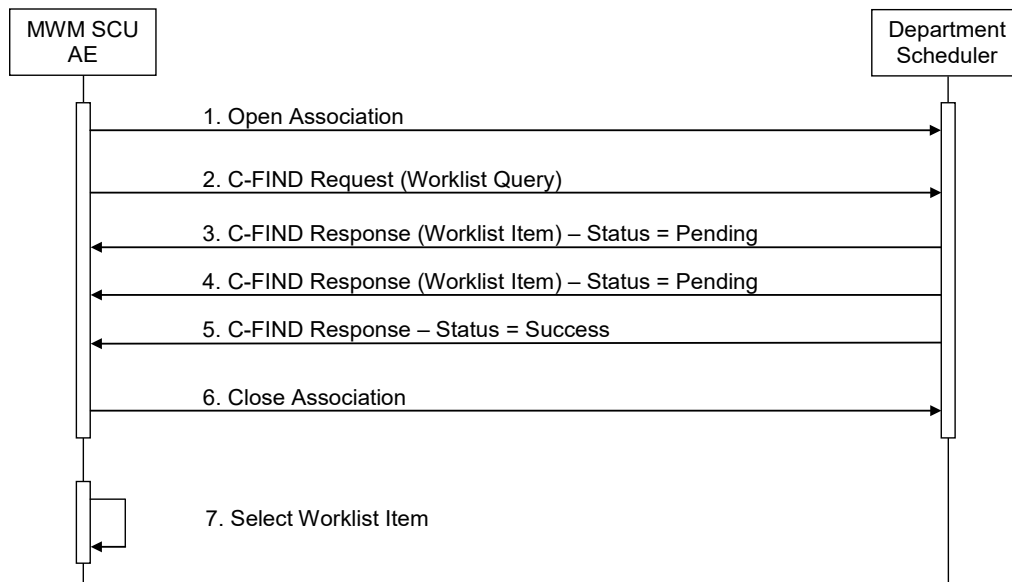 MWM SCU
AE
Department
Scheduler
1. Open Association
2. C-FIND Request (Worklist Query)
3. C-FIND Response (Worklist Item) – Status = Pending
4. C-FIND Response (Worklist Item) – Status = Pending
5. C-FIND Response – Status = Success
6. Close Association
7. Select Worklist Item